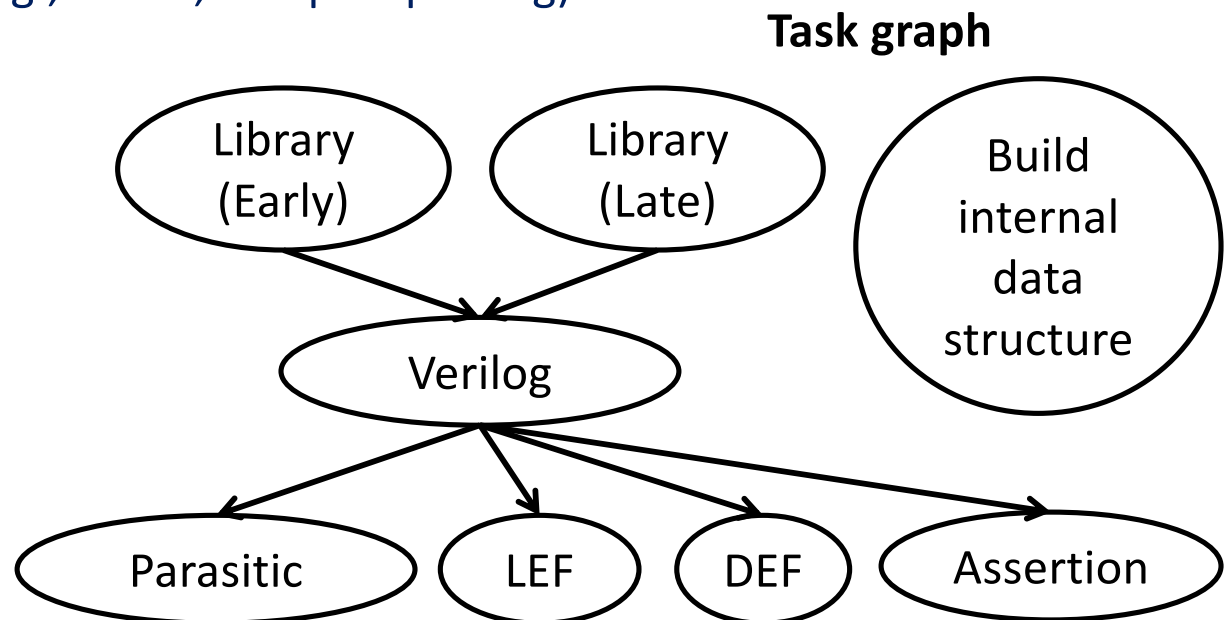 Task graph
Library
(Early)
Library
(Late)
Build
internal
data
structure
Verilog
Parasitic
LEF
DEF
Assertion